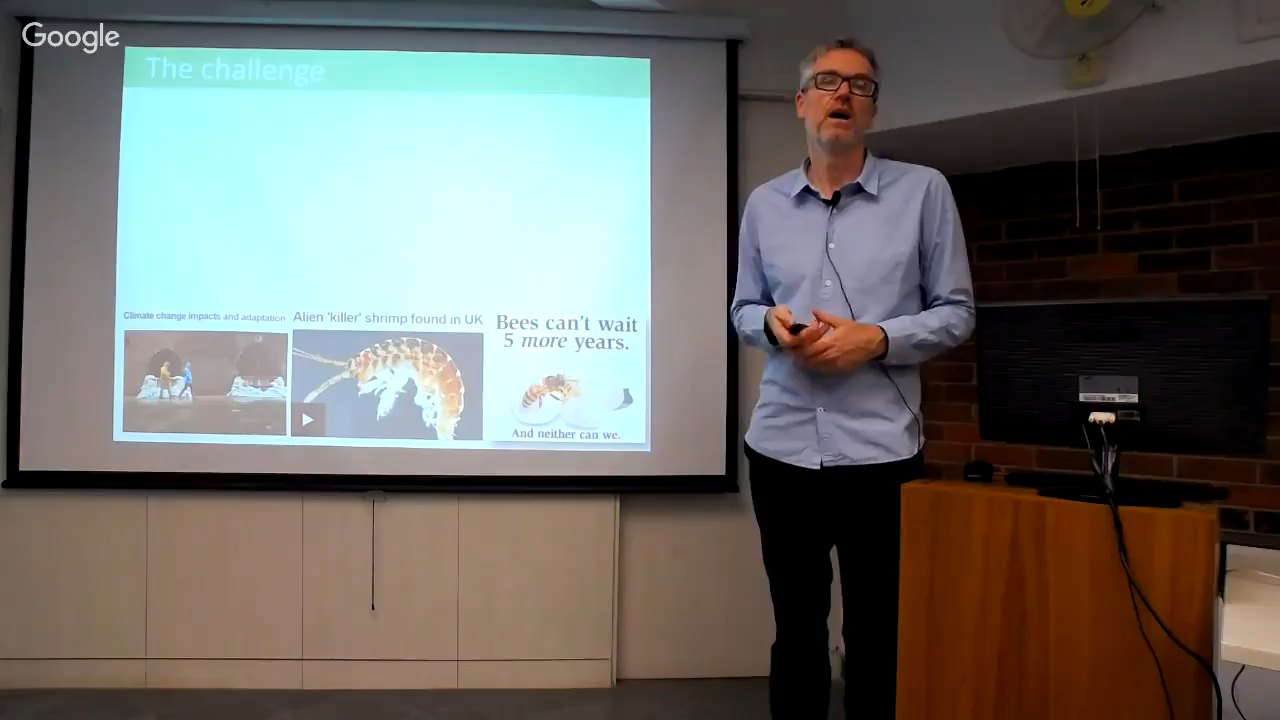 Google
The challenge
Climate change impacts and adaptation
Alien 'killer' shrimp found in UK
Bees can't wait
5 more years.
And neither can we.